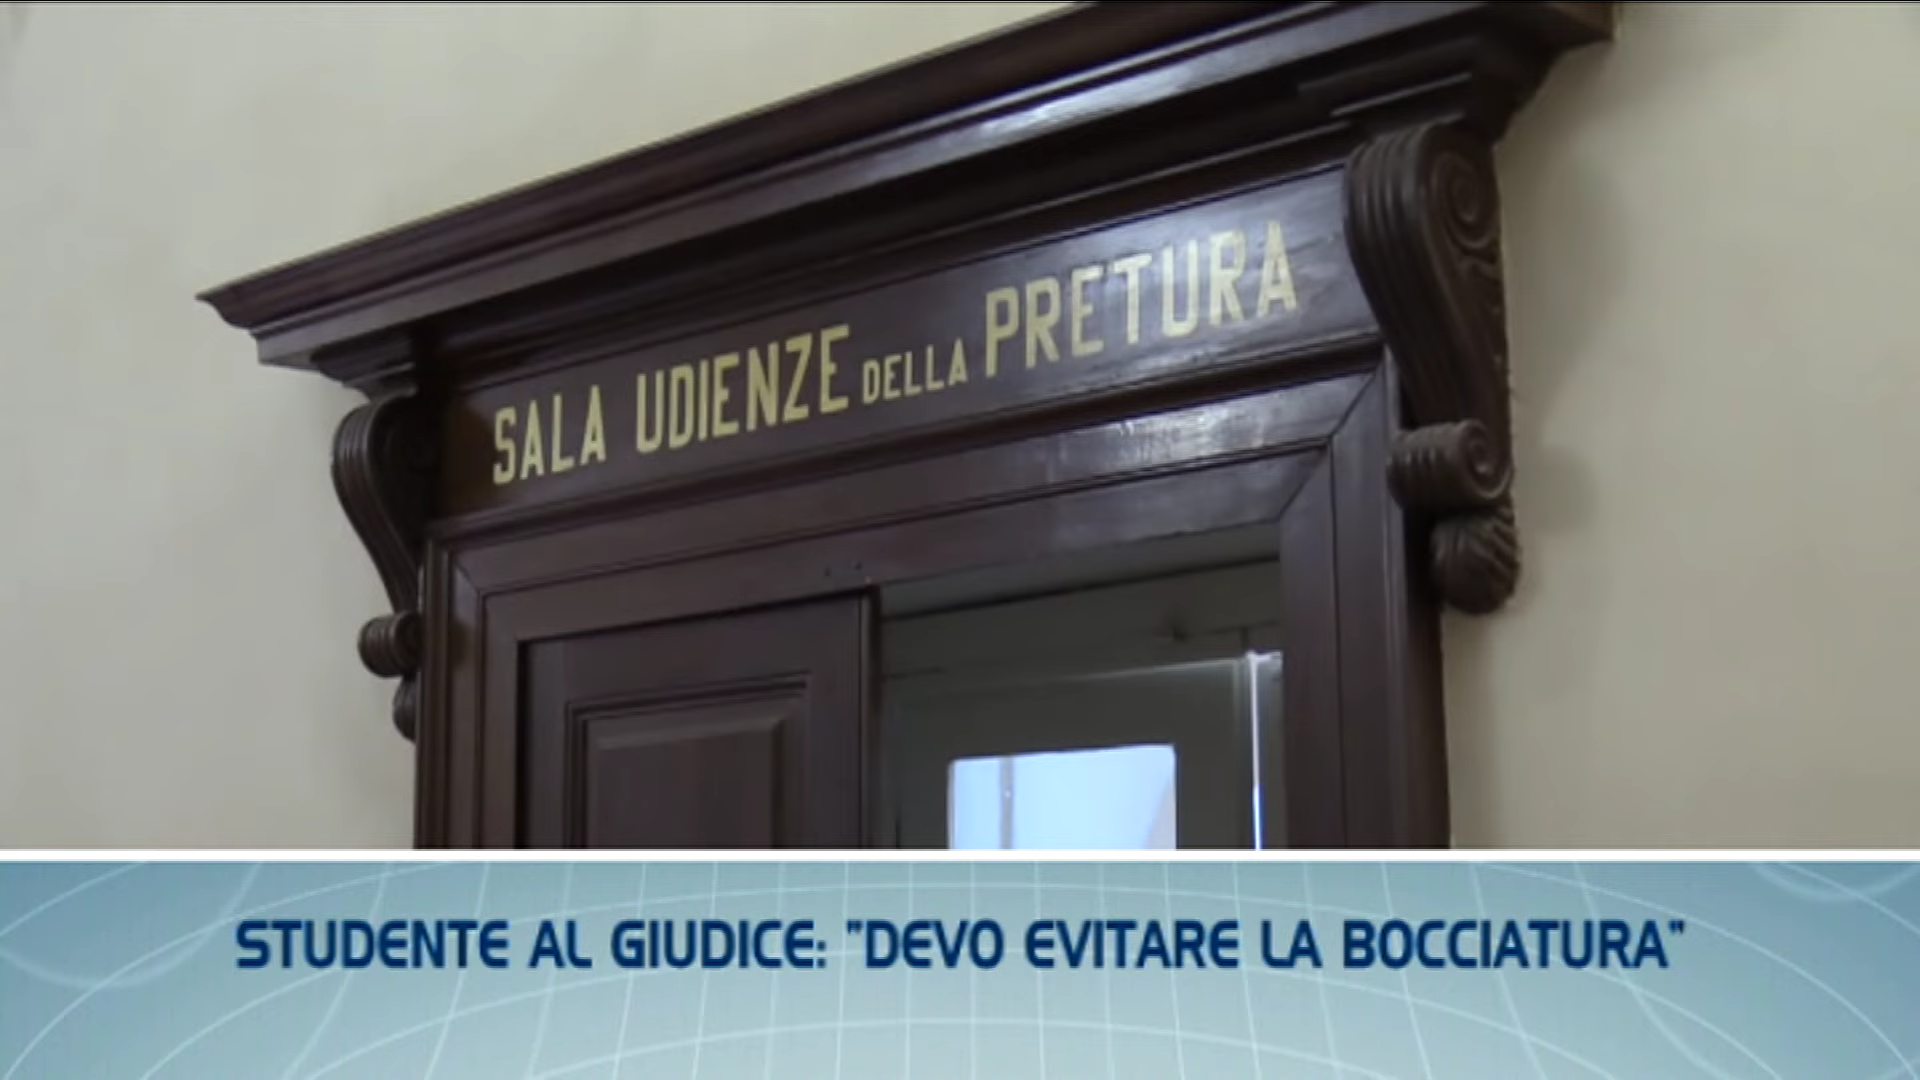 SALA UDIENZE DELLA PRETURA
STUDENTE AL GIUDICE: "DEVO EVITARE LA BOCCIATURA"